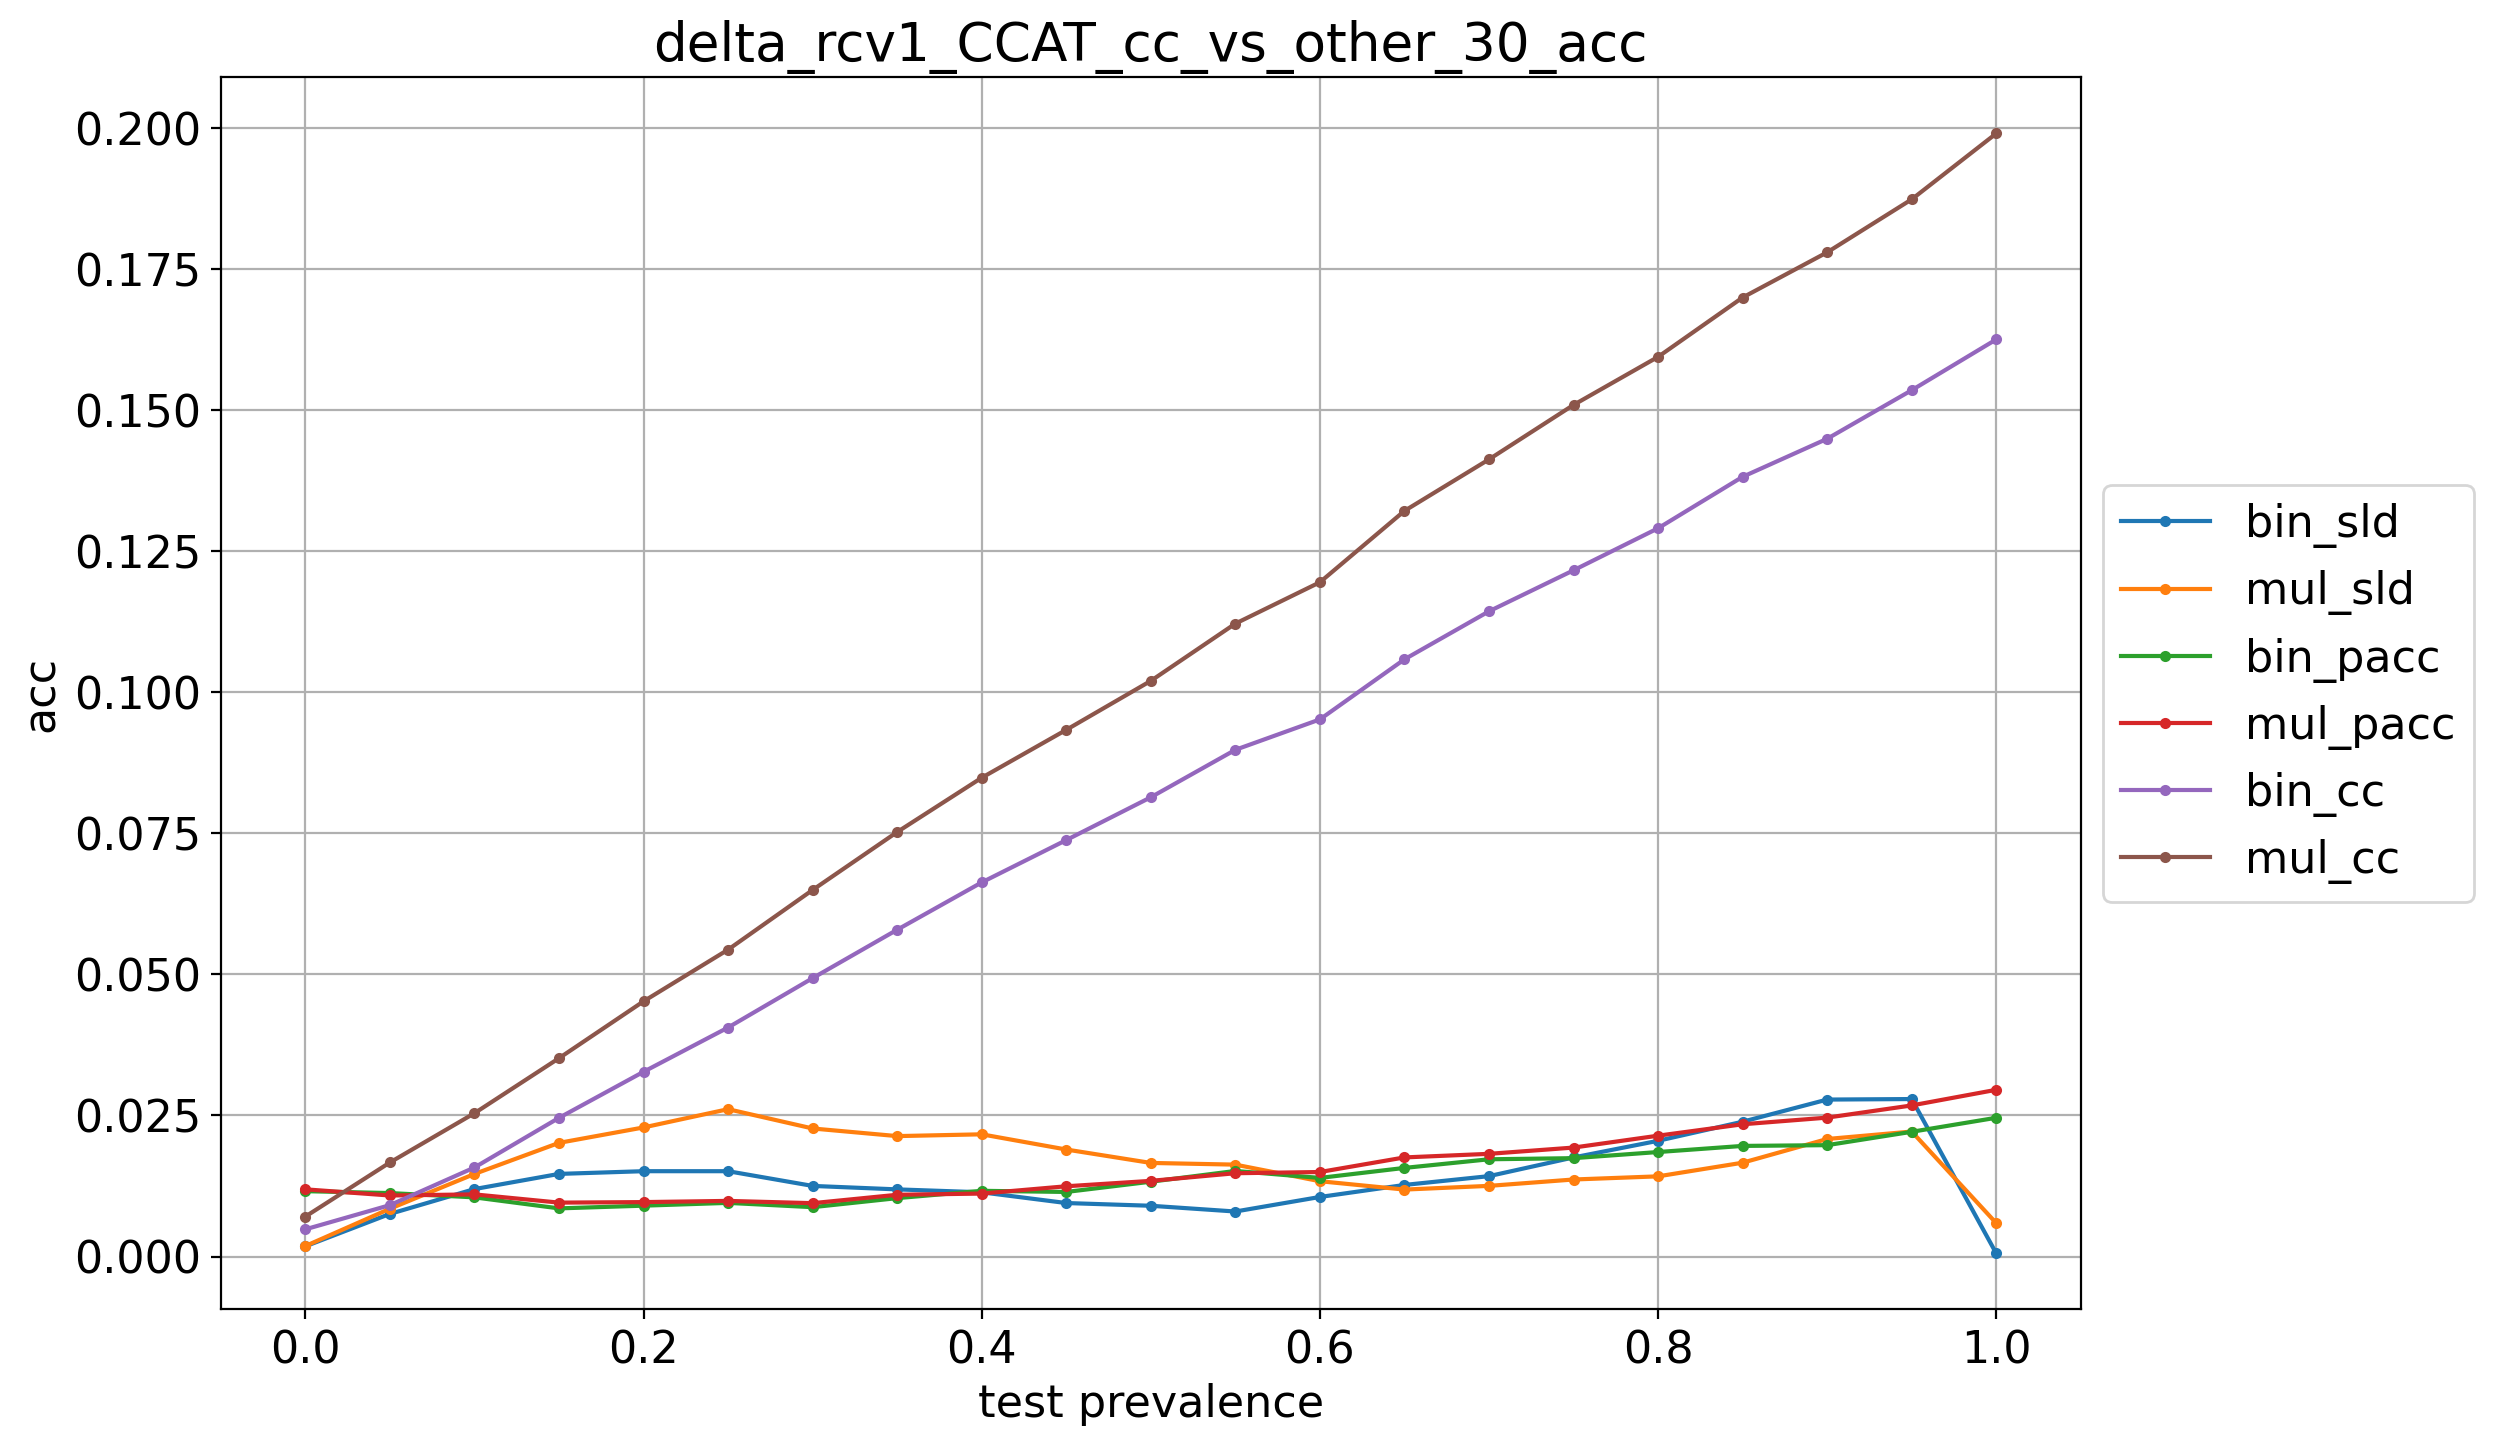 delta_rcv1_CCAT_cc_vs_other_30_acc
0.200
0.175
0.150
0.125
0.100
0.075
0.050
0.025
0.000
acc
0.0 0.2 0.4 0.6 0.8 1.0
test prevalence
bin_sld
mul_sld
bin_pacc
mul_pacc
bin_cc
mul_cc